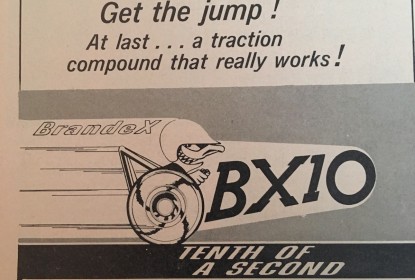 Get the jump!
At last... a traction
compound that really works!
BrandeX
BX10
TENTH OF
A SECOND